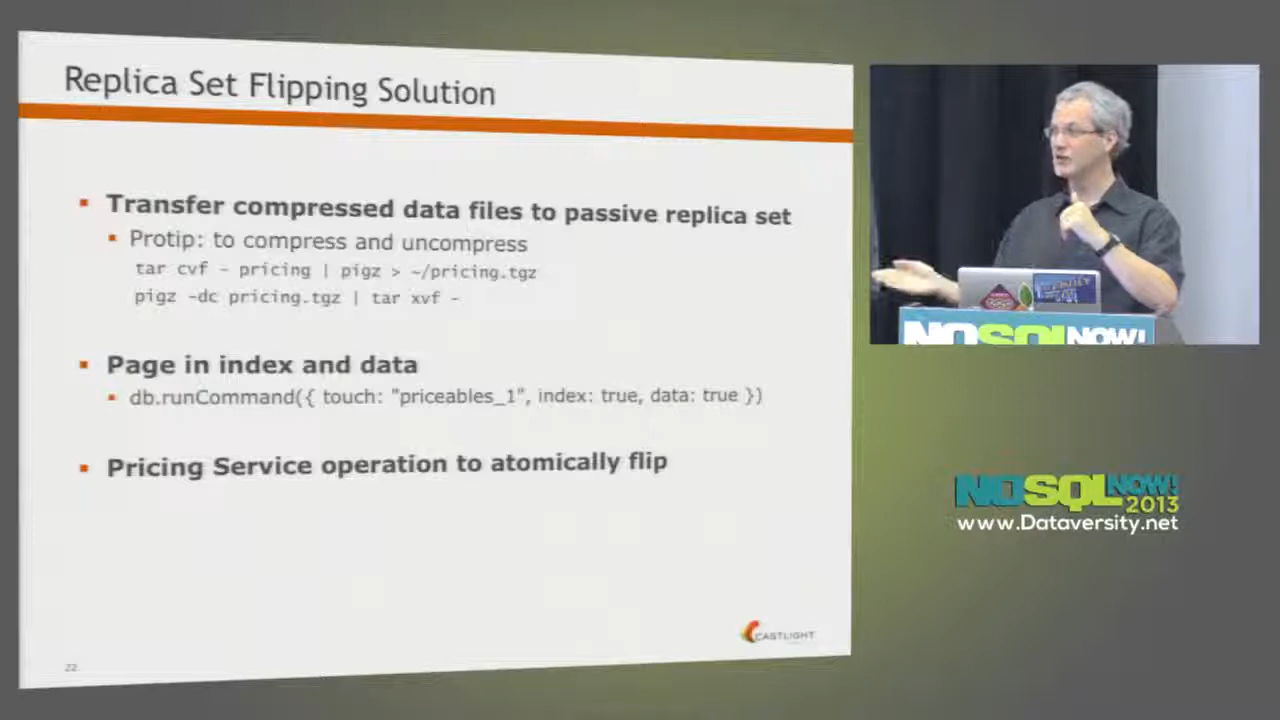 Replica Set Flipping Solution
Transfer compressed data files to passive replica set
Protip: to compress and uncompress
tar cvf - pricing | pigz > ~/pricing.tgz
pigz -dc pricing.tgz | tar xvf -
Page in index and data
db.runCommand({ touch: "priceables_1", index: true, data: true })
Pricing Service operation to atomically flip
CASTLIGHT
22
NOSQL NOW!
NOSQL NOW!
2013
www.Dataversity.net